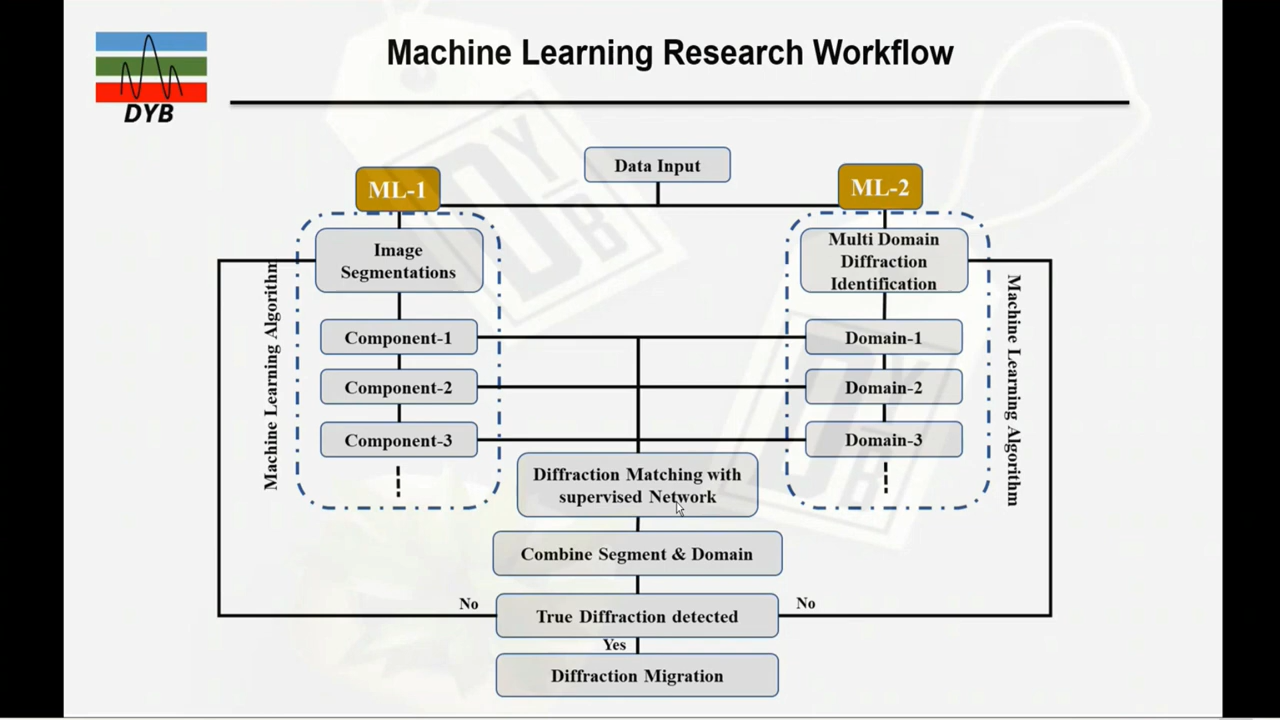 Machine Learning Research Workflow
DYB
Data Input
ML-1
ML-2
Image
Segmentations
Multi Domain
Diffraction
Identification
Machine Learning Algorithm
Machine Learning Algorithm
Component-1
Domain-1
Component-2
Domain-2
Component-3
Domain-3
Diffraction Matching with
supervised Network
Combine Segment & Domain
No
True Diffraction detected
No
Yes
Diffraction Migration